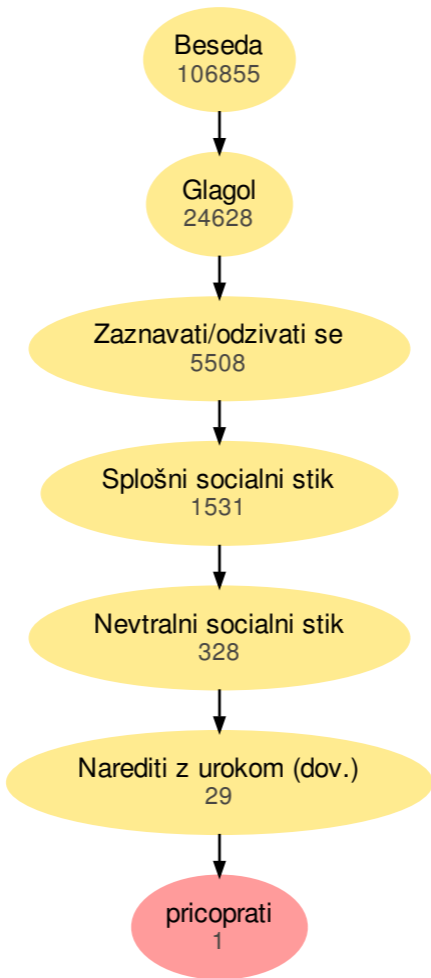 Beseda
106855
Glagol
24628
Zaznavati/odzivati se
5508
Splošni socialni stik
1531
Nevtralni socialni stik
328
Narediti z urokom (dov.)
29
pricoprati
1